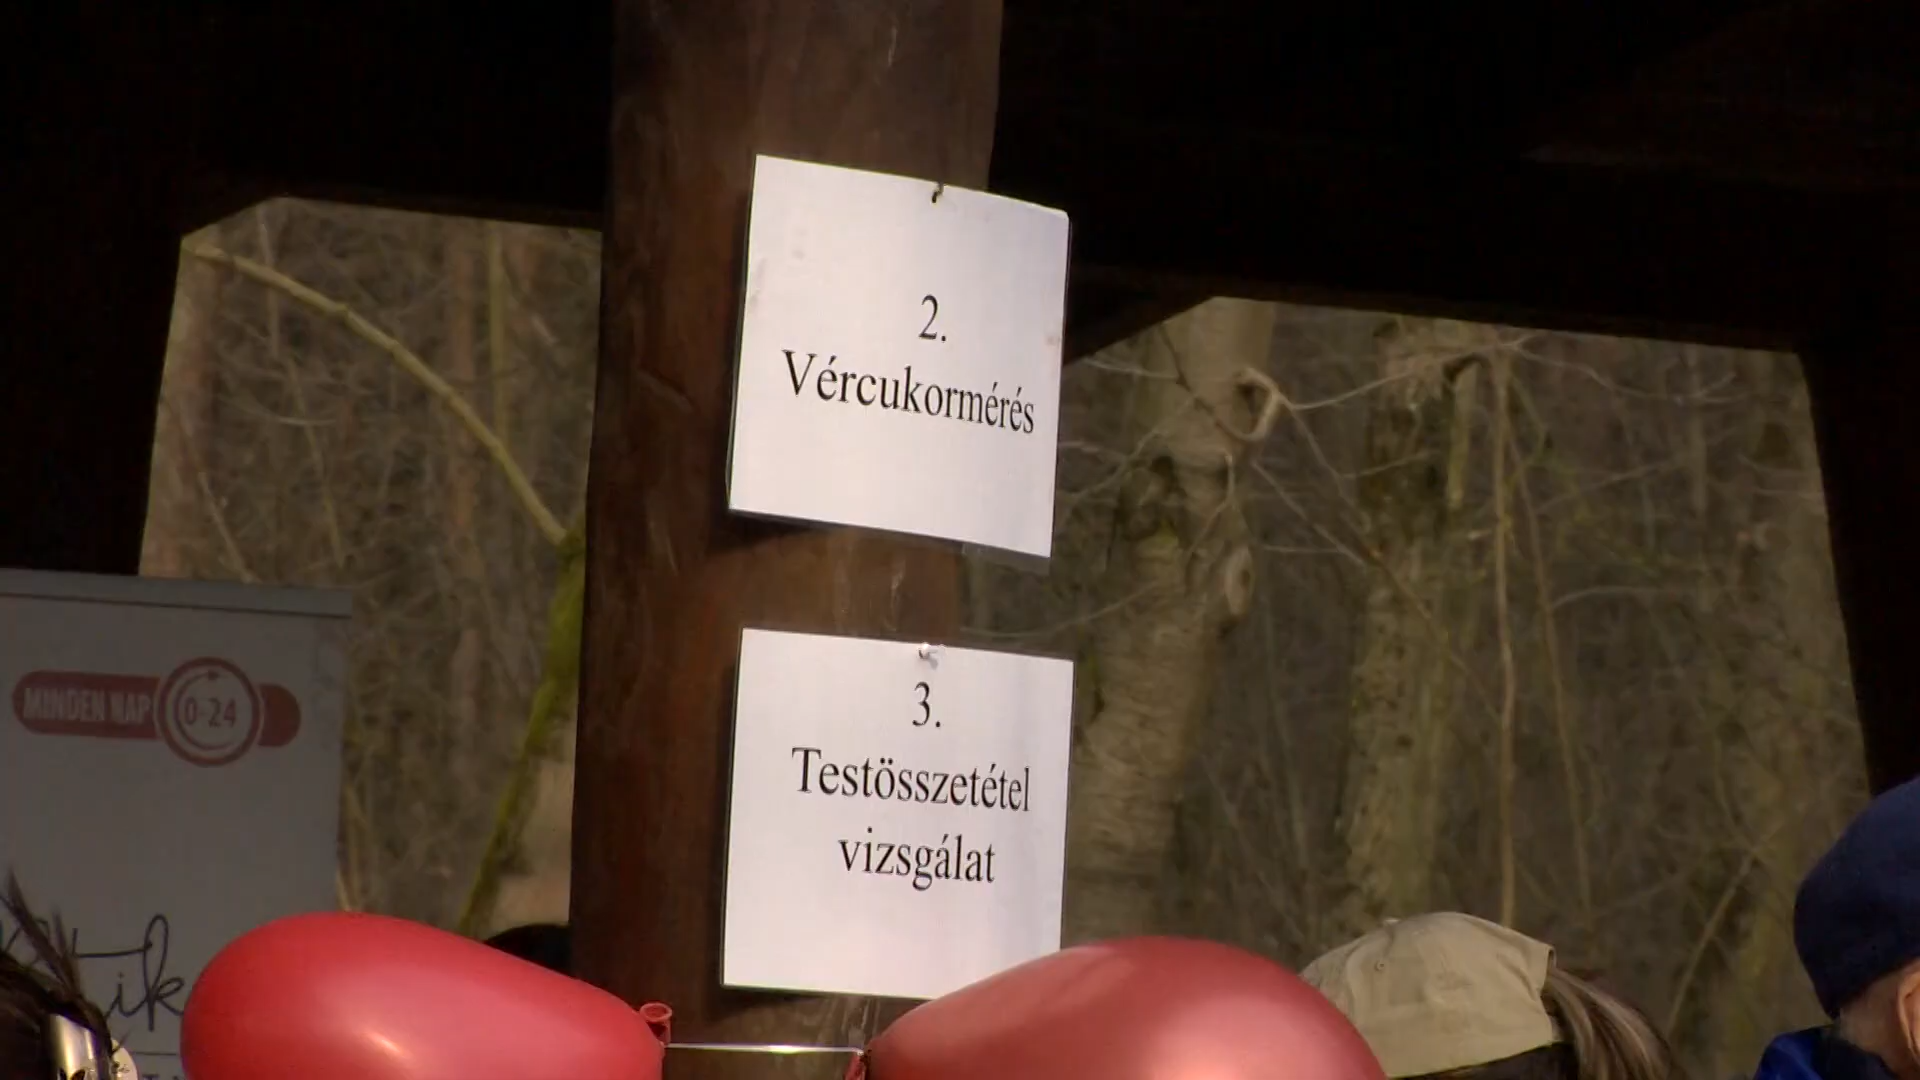 2.
Vércukormérés
3.
Testösszetétel
vizsgálat
MINDEN NAP 0-24